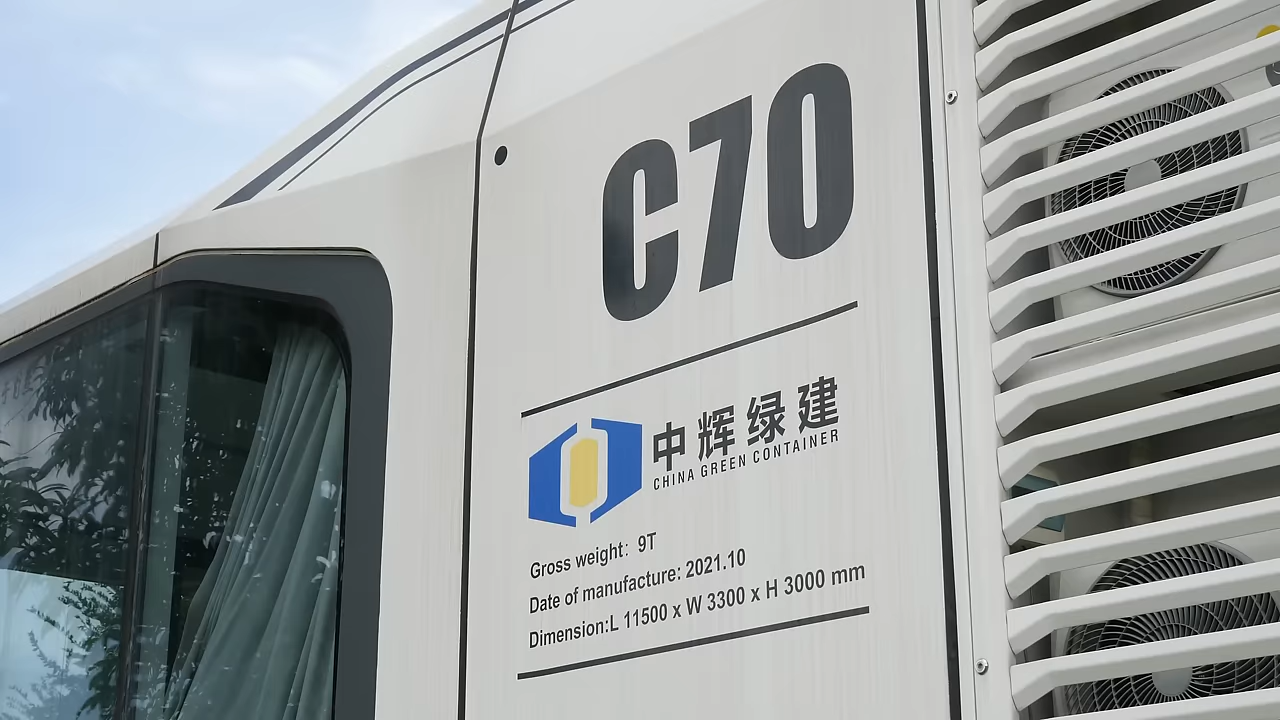 C70
中辉绿建
CHINA GREEN CONTAINER
Gross weight: 9T
Date of manufacture: 2021.10
Dimension:L 11500 x W 3300 x H 3000 mm